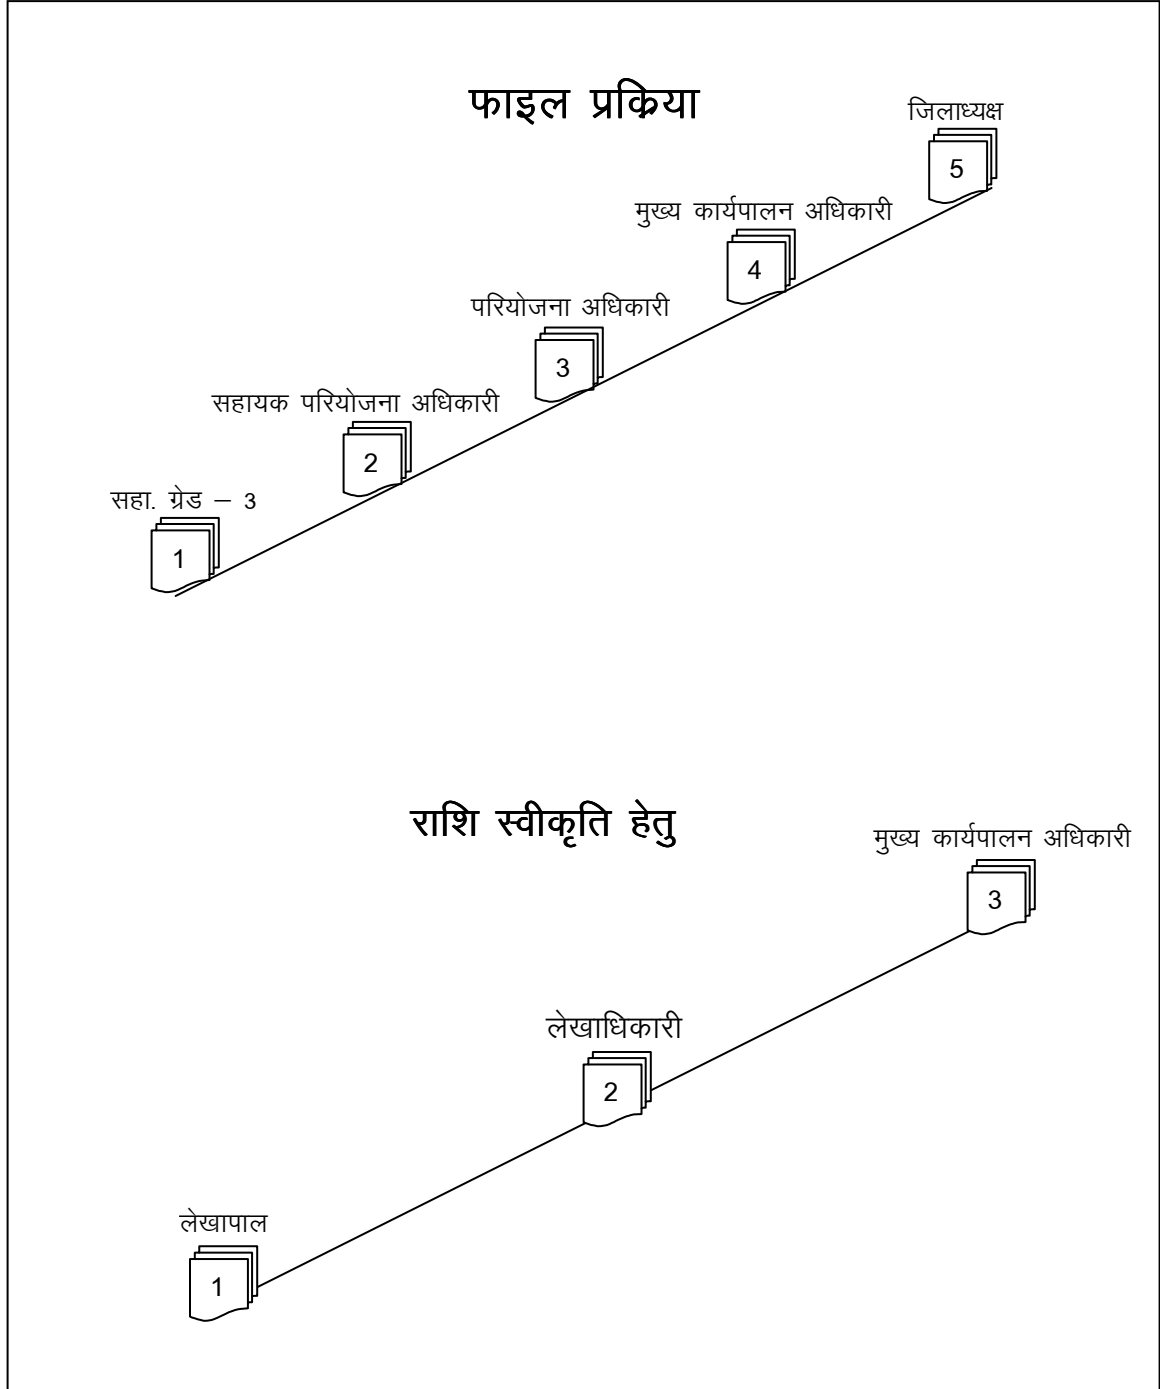 फाइल प्रक्रिया
जिलाध्यक्ष
5
मुख्य कार्यपालन अधिकारी
4
परियोजना अधिकारी
3
सहायक परियोजना अधिकारी
2
सहा. ग्रेड – 3
1
राशि स्वीकृति हेतु
मुख्य कार्यपालन अधिकारी
3
लेखाधिकारी
2
लेखापाल
1